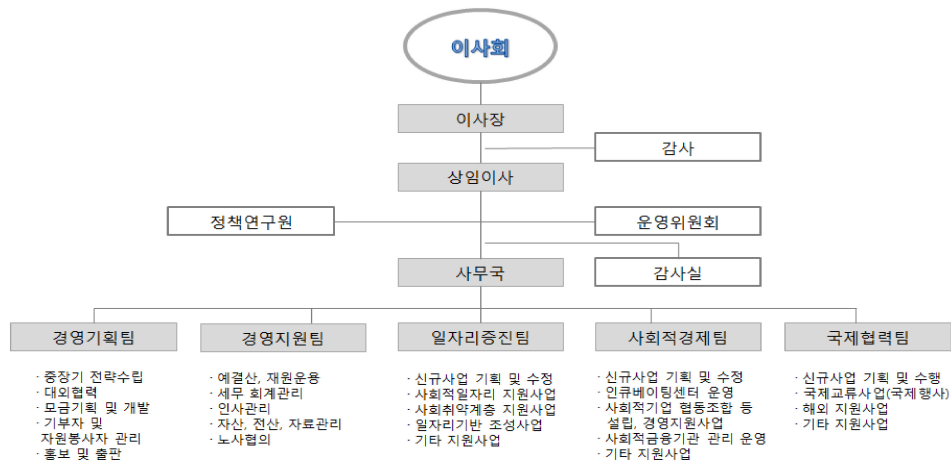 이사회
이사장
감사
상임이사
정책연구원
운영위원회
사무국
감사실
경영기획팀
· 중장기 전략수립
· 대외협력
· 모금기획 및 개발
· 기부자 및
자원봉사자 관리
· 홍보 및 출판
경영지원팀
· 예결산, 재원운용
· 세무 회계관리
· 인사관리
· 자산, 전산, 자료관리
· 노사협의
일자리증진팀
· 신규사업 기획 및 수정
· 사회적일자리 지원사업
· 사회취약계층 지원사업
· 일자리기반 조성사업
· 기타 지원사업
사회적경제팀
· 신규사업 기획 및 수정
· 인큐베이팅센터 운영
· 사회적기업 협동조합 등
설립, 경영지원사업
· 사회적금융기관 관리 운영
· 기타 지원사업
국제협력팀
· 신규사업 기획 및 수행
· 국제교류사업(국제행사)
· 해외 지원사업
· 기타 지원사업